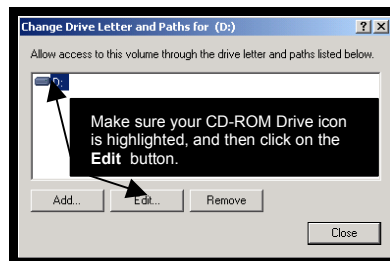 Change Drive Letter and Paths for (D:)
? X
Allow access to this volume through the drive letter and paths listed below.
D:
Make sure your CD-ROM Drive icon
is highlighted, and then click on the
Edit button.
Add... Edit... Remove
Close